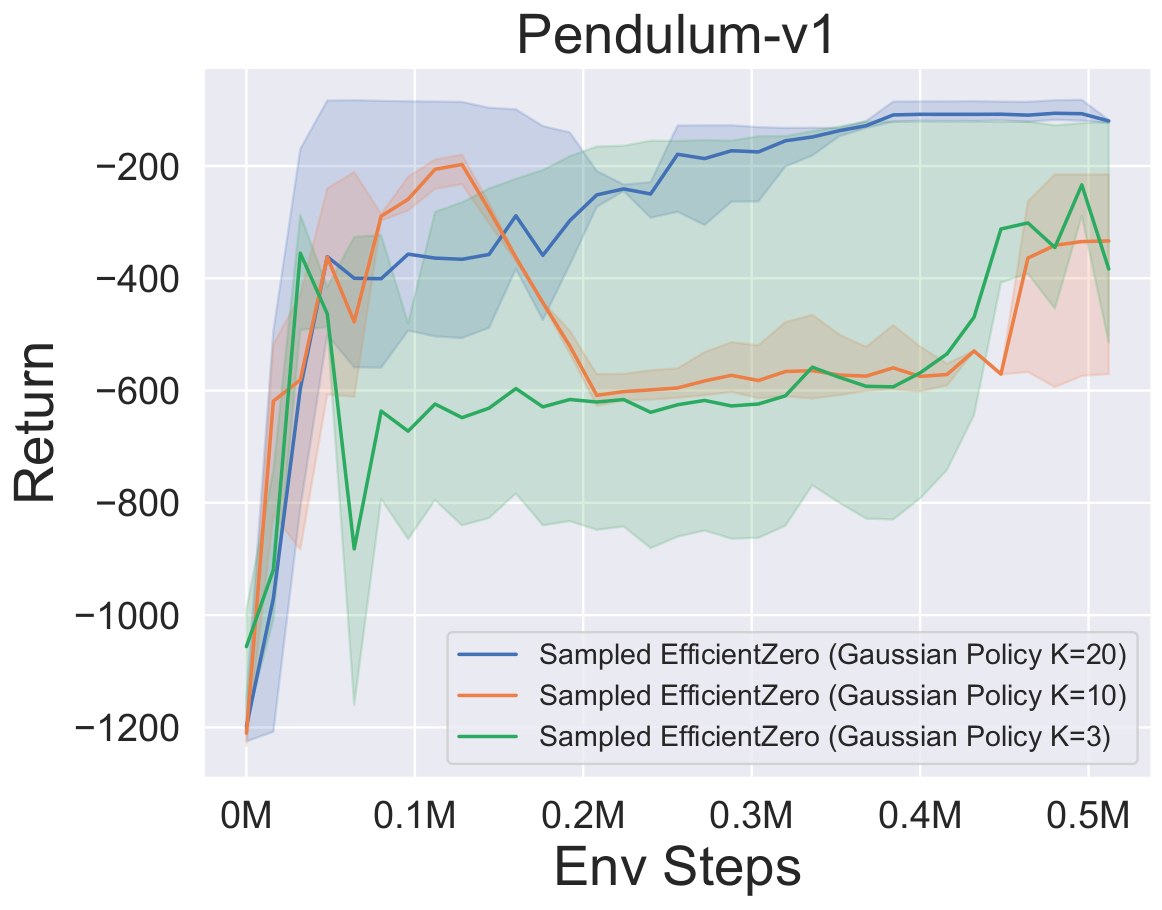 Pendulum-v1
Return
−200
−400
−600
−800
−1000
−1200
Sampled EfficientZero (Gaussian Policy K=20)
Sampled EfficientZero (Gaussian Policy K=10)
Sampled EfficientZero (Gaussian Policy K=3)
0M 0.1M 0.2M 0.3M 0.4M 0.5M
Env Steps